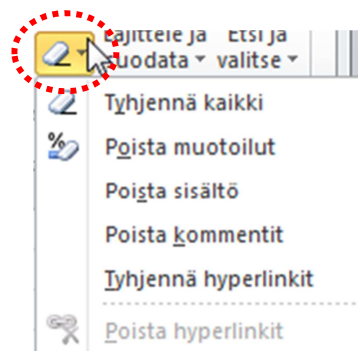 Lajittele ja Etsi ja
suodata valitse
Tyhjennä kaikki
Poista muotoilut
Poista sisältö
Poista kommentit
Tyhjennä hyperlinkit
Poista hyperlinkit